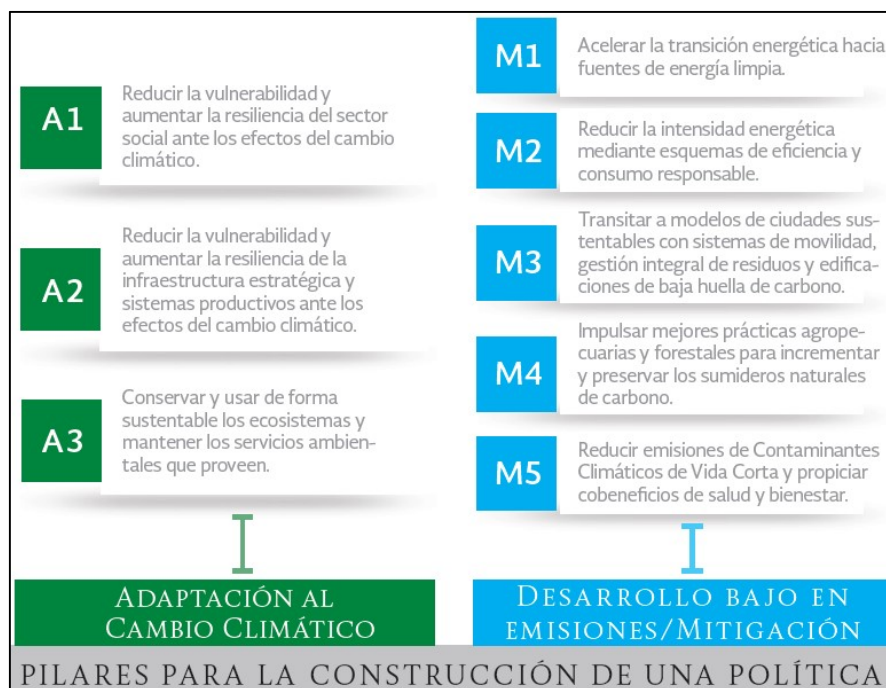 A1
Reducir la vulnerabilidad y
aumentar la resiliencia del sector
social ante los efectos del cambio
climático.
A2
Reducir la vulnerabilidad y
aumentar la resiliencia de la
infraestructura estratégica y
sistemas productivos ante los
efectos del cambio climático.
A3
Conservar y usar de forma
sustentable los ecosistemas y
mantener los servicios ambien-
tales que proveen.
ADAPTACIÓN AL
CAMBIO CLIMÁTICO
M1
Acelerar la transición energética hacia
fuentes de energía limpia.
M2
Reducir la intensidad energética
mediante esquemas de eficiencia y
consumo responsable.
M3
Transitar a modelos de ciudades sus-
tentables con sistemas de movilidad,
gestión integral de residuos y edifica-
ciones de baja huella de carbono.
M4
Impulsar mejores prácticas agrope-
cuarias y forestales para incrementar
y preservar los sumideros naturales
de carbono.
M5
Reducir emisiones de Contaminantes
Climáticos de Vida Corta y propiciar
cobeneficios de salud y bienestar.
DESARROLLO BAJO EN
EMISIONES/MITIGACIÓN
PILARES PARA LA CONSTRUCCIÓN DE UNA POLÍTICA